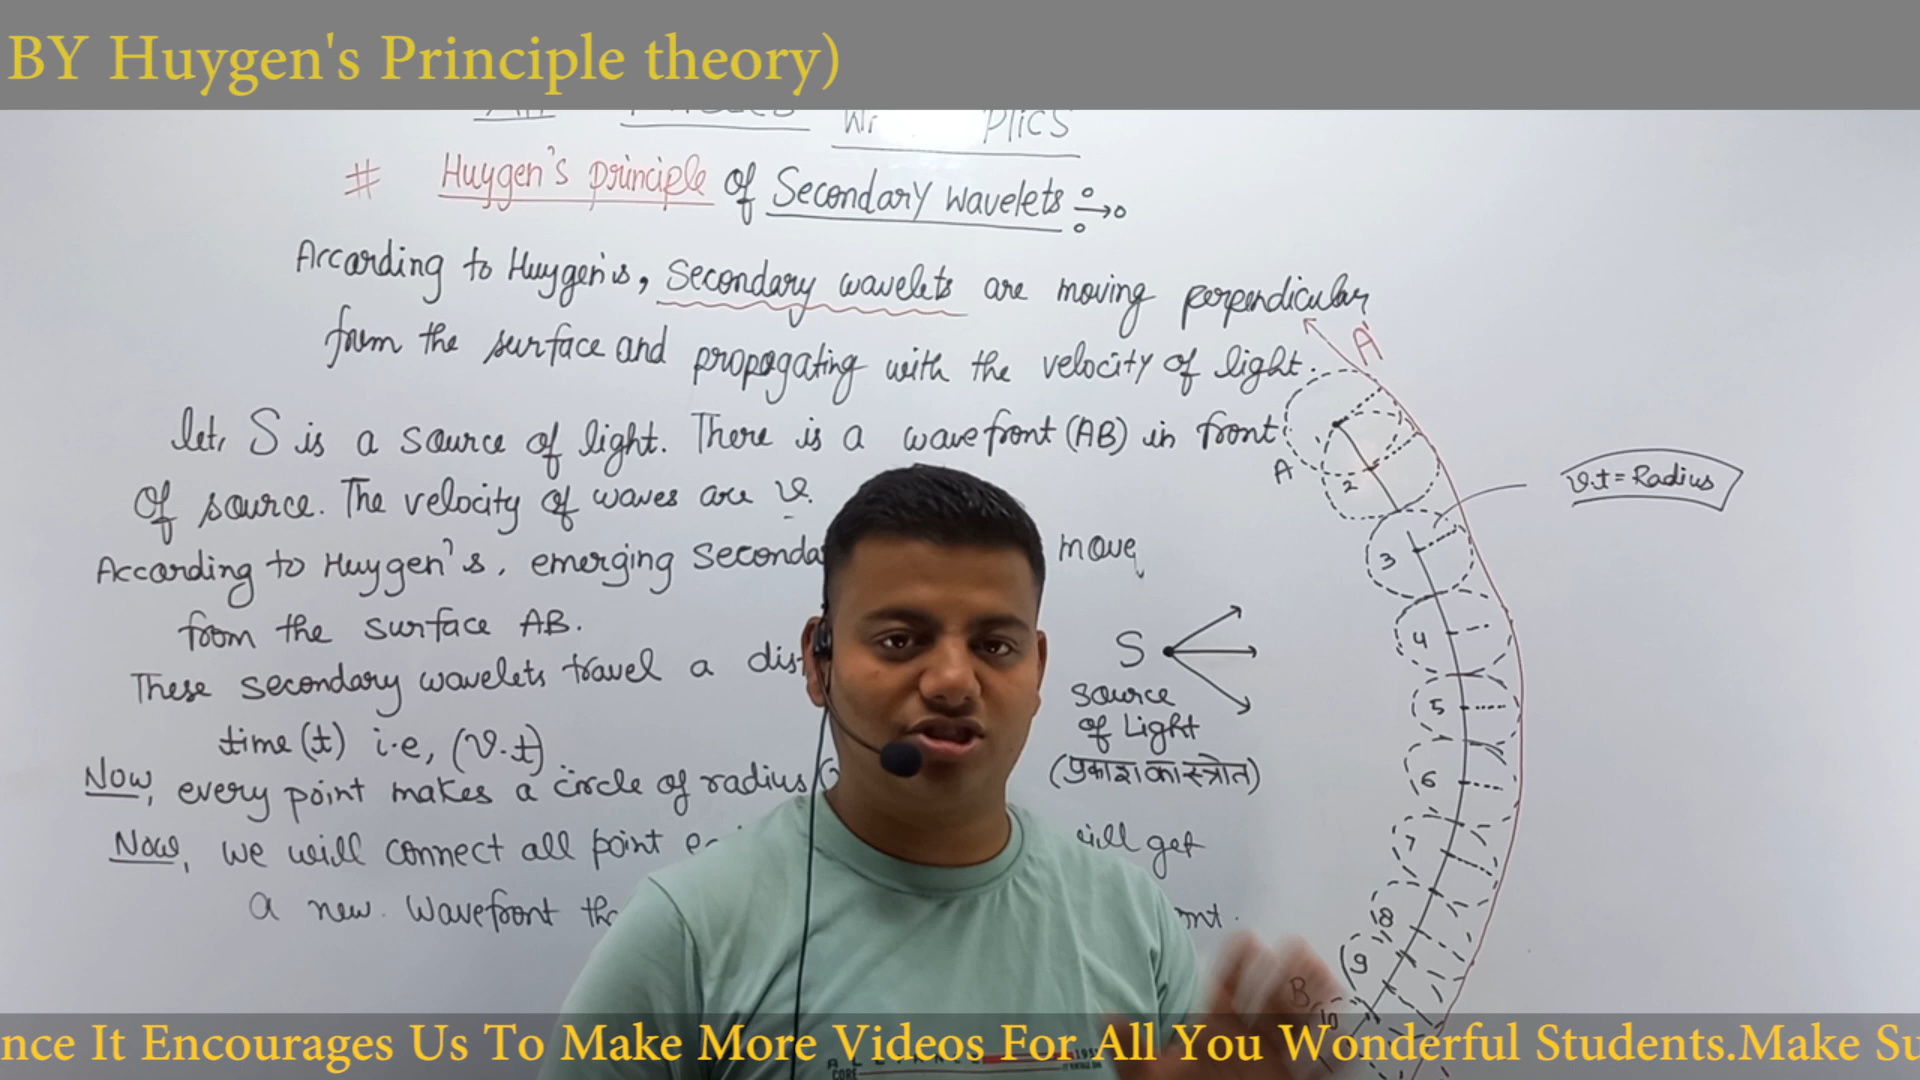 BY Huygen's Principle theory)
# Huygen's principle of Secondary wavelets
According to Huygen's, Secondary wavelets are moving perpendicular
from the surface and propagating with the velocity of light.
let, S is a source of light. There is a wavefront (AB) in front
of source. The velocity of waves are v.
According to Huygen's, emerging move
from the surface AB.
These secondary wavelets travel a
time (t) i.e, (v.t)
Now, every point makes a circle of radius
Now, we will connect all point will get
a new wavefront
S
source
of Light
(प्रकाश का स्त्रोत)
A'
A
2
3
4
5
6
7
8
9
10
B
v.t = Radius
It Encourages Us To Make More Videos For All You Wonderful Students.Make
CORE